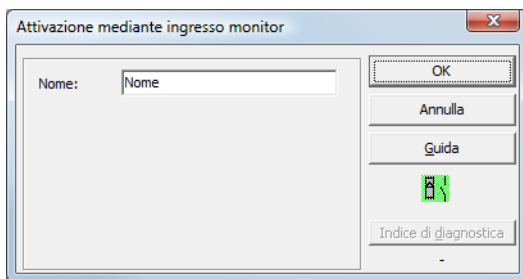 Attivazione mediante ingresso monitor
Nome:
Nome
OK
Annulla
Guida
Indice di diagnostica
-